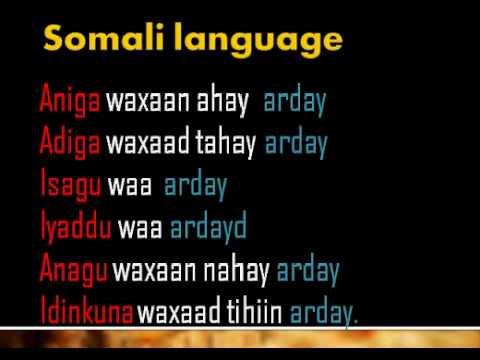 Somali language
Aniga waxaan ahay arday
Adiga waxaad tahay arday
Isagu waa arday
Iyaddu waa ardayd
Anagu waxaan nahay arday
Idinkuna waxaad tihiin arday.